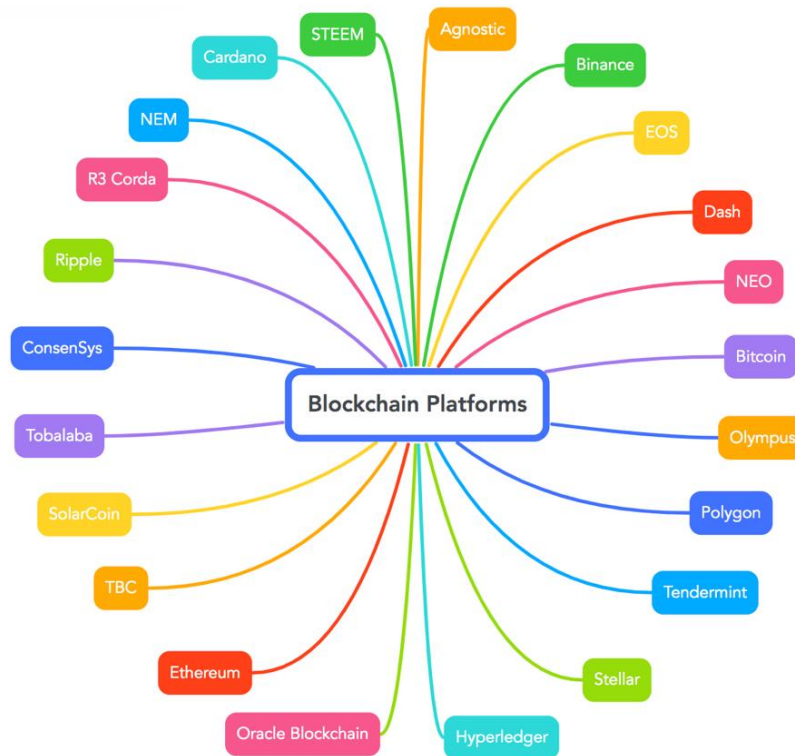 STEEM
Agnostic
Cardano
Binance
NEM
EOS
R3 Corda
Dash
Ripple
NEO
ConsenSys
Bitcoin
Blockchain Platforms
Tobalaba
Olympus
SolarCoin
Polygon
TBC
Tendermint
Ethereum
Stellar
Oracle Blockchain
Hyperledger